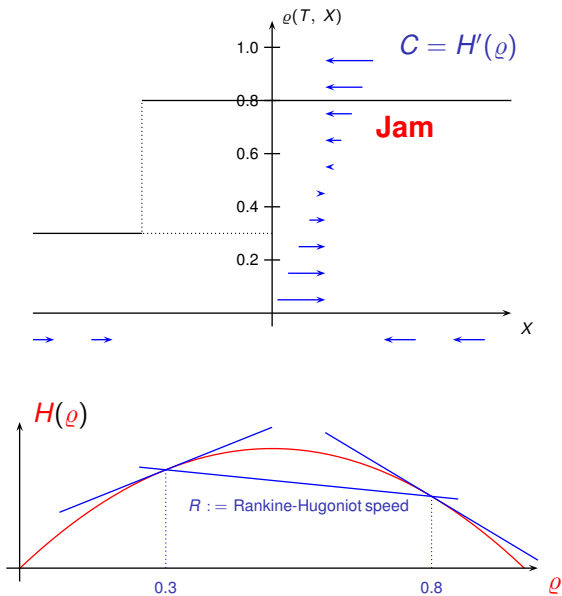 ϱ(T, X)
C = H′(ϱ)
1.0
0.8
Jam
0.6
0.4
0.2
X
H(ϱ)
R := Rankine-Hugoniot speed
0.3
0.8
ϱ